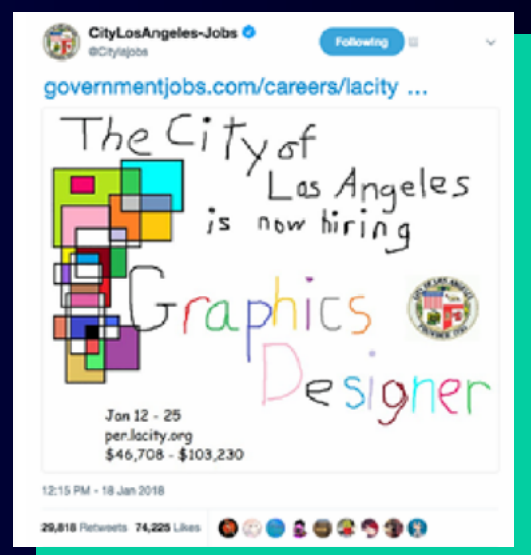 CityLosAngeles-Jobs
@Citylajobs
Following
governmentjobs.com/careers/lacity ...
The City of
Los Angeles
is now hiring
Graphics
Designer
Jan 12 - 25
per.lacity.org
$46,708 - $103,230
12:15 PM - 18 Jan 2018
29,818 Retweets 74,225 Likes